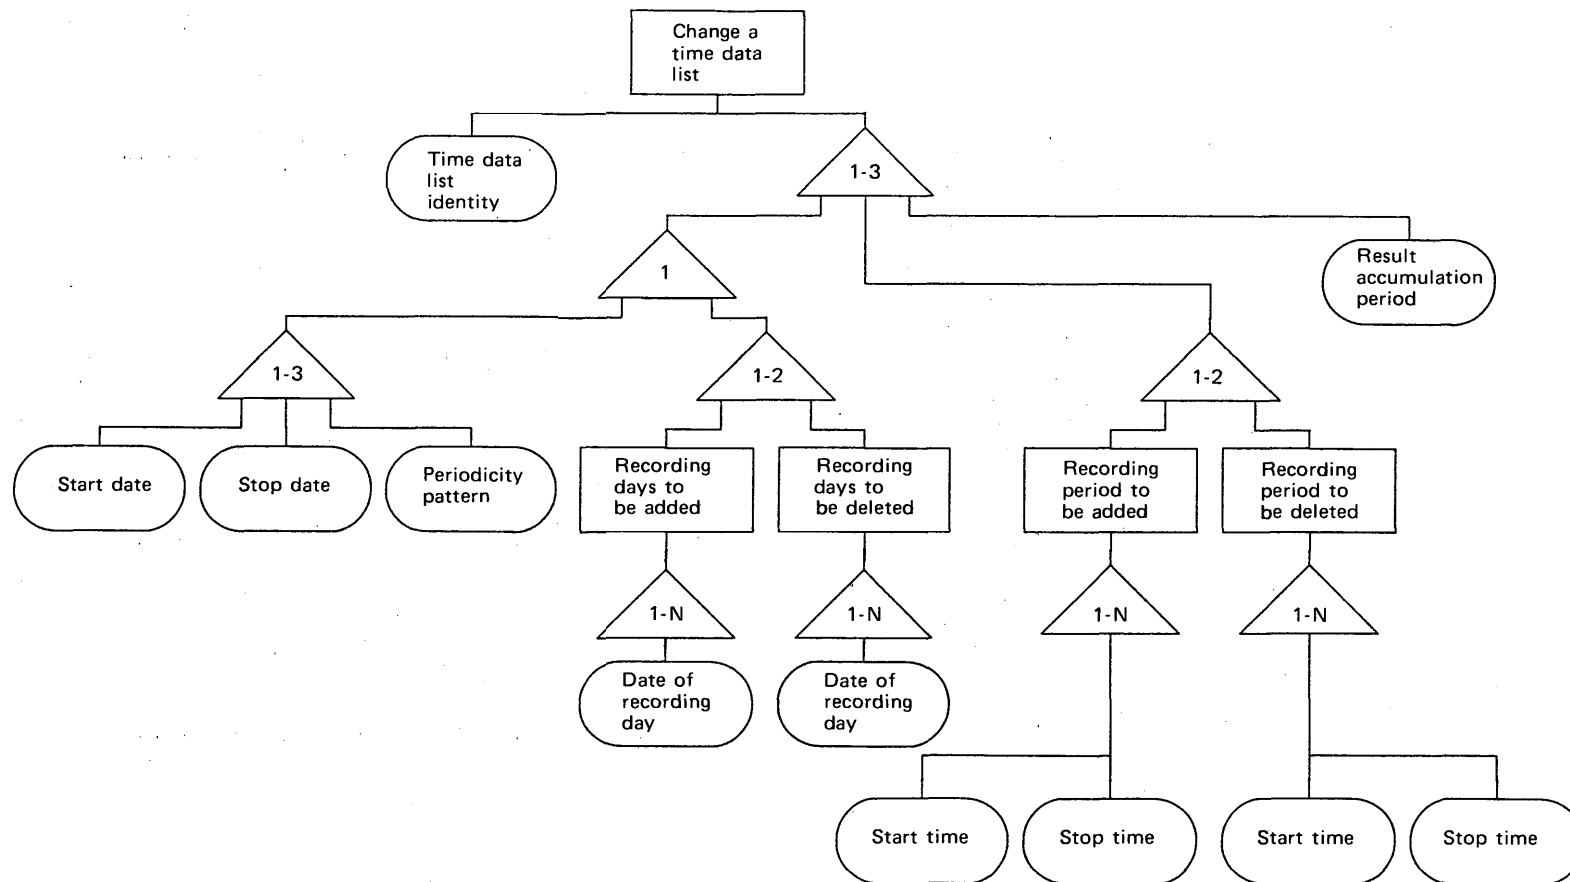 Change a
time data
list
Time data
list
identity
1-3
1
Result
accumulation
period
1-3
1-2
1-2
Start date
Stop date
Periodicity
pattern
Recording
days to
be added
Recording
days to
be deleted
Recording
period to
be added
Recording
period to
be deleted
1-N
1-N
1-N
1-N
Date of
recording
day
Date of
recording
day
Start time
Stop time
Start time
Stop time